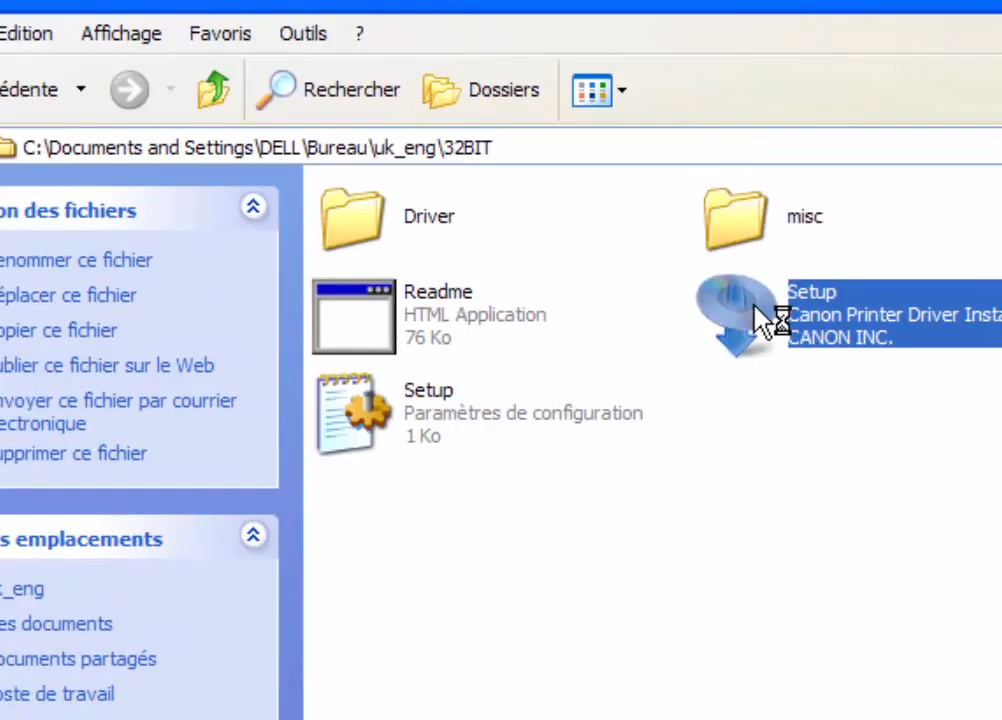 Edition Affichage Favoris Outils ?
édente Rechercher Dossiers
C:\Documents and Settings\DELL\Bureau\uk_eng\32BIT
on des fichiers
enommer ce fichier
éplacer ce fichier
opier ce fichier
ublier ce fichier sur le Web
nvoyer ce fichier par courrier
ectronique
upprimer ce fichier
s emplacements
k_eng
es documents
ocuments partagés
oste de travail
Driver
misc
Readme
HTML Application
76 Ko
Setup
Canon Printer Driver Insta
CANON INC.
Setup
Paramètres de configuration
1 Ko